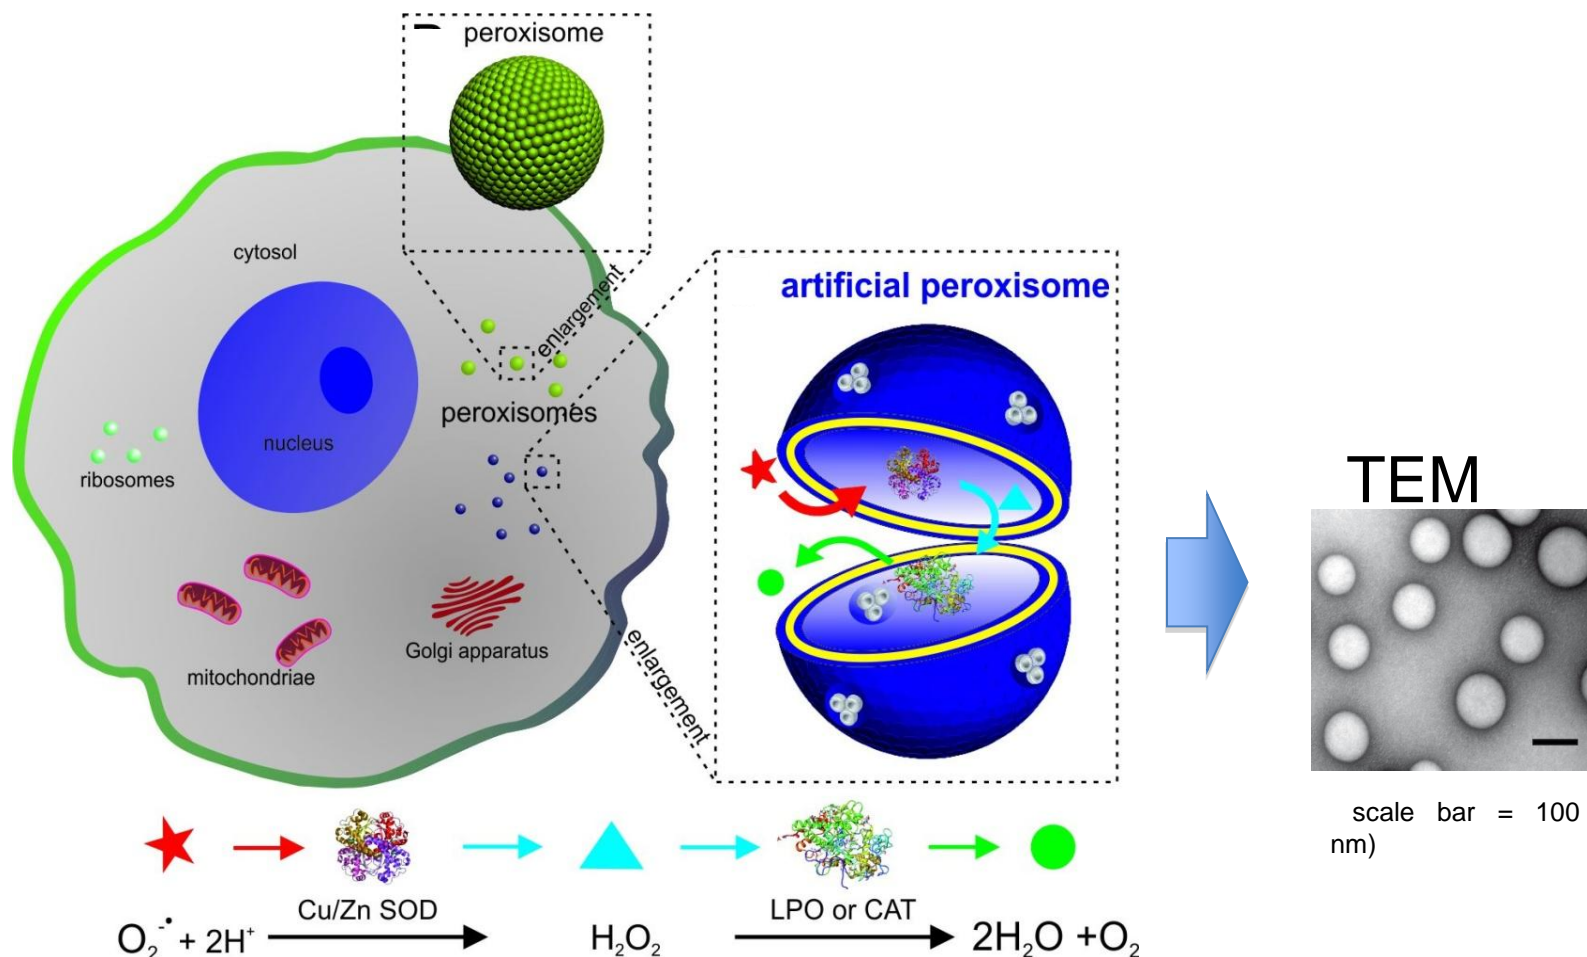 peroxisome
cytosol
enlargement
artificial peroxisome
peroxisomes
nucleus
ribosomes
TEM
Golgi apparatus
mitochondriae
enlargement
scale bar = 100
nm)
Cu/Zn SOD
LPO or CAT
O₂⁻• + 2H⁺
H₂O₂
2H₂O +O₂